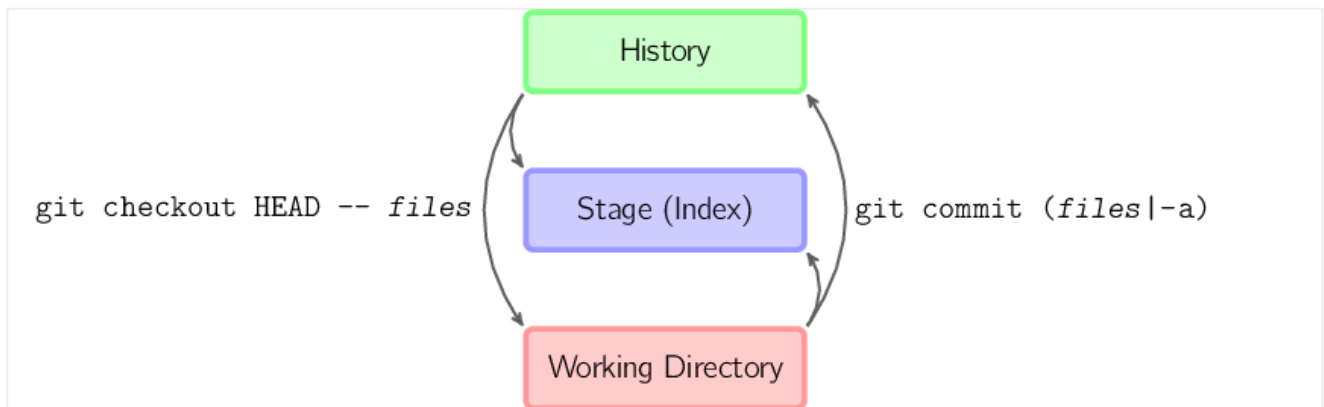 History
git checkout HEAD -- files
Stage (Index)
git commit (files|-a)
Working Directory